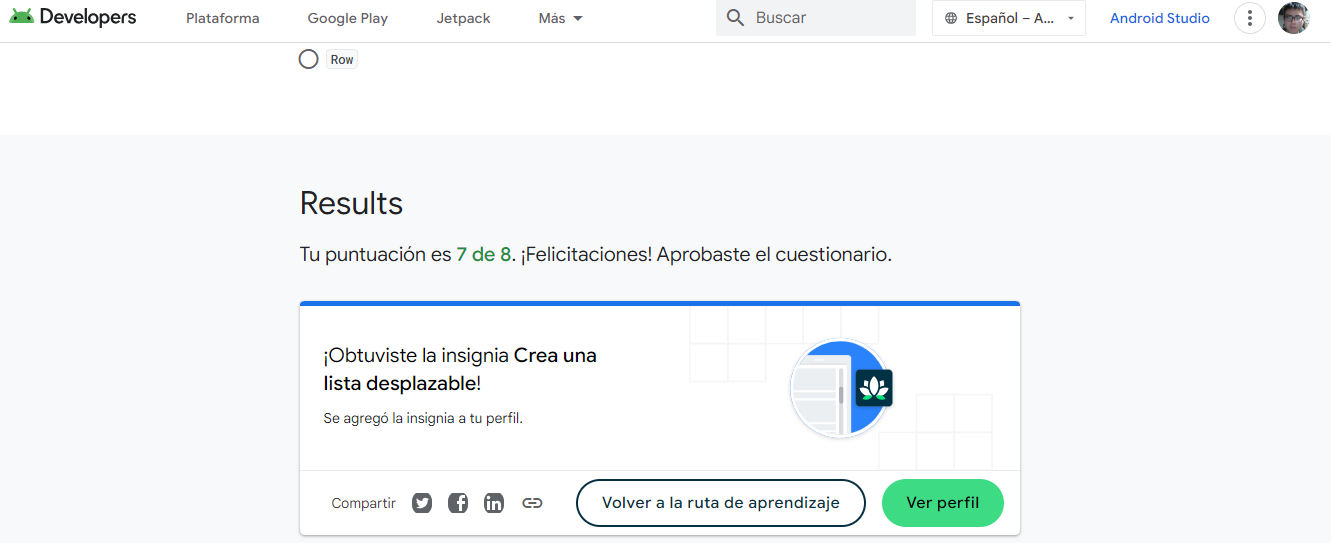 Developers Plataforma Google Play Jetpack Más Buscar Español – A... Android Studio
Row
Results
Tu puntuación es 7 de 8. ¡Felicitaciones! Aprobaste el cuestionario.
¡Obtuviste la insignia Crea una
lista desplazable!
Se agregó la insignia a tu perfil.
Compartir Volver a la ruta de aprendizaje Ver perfil